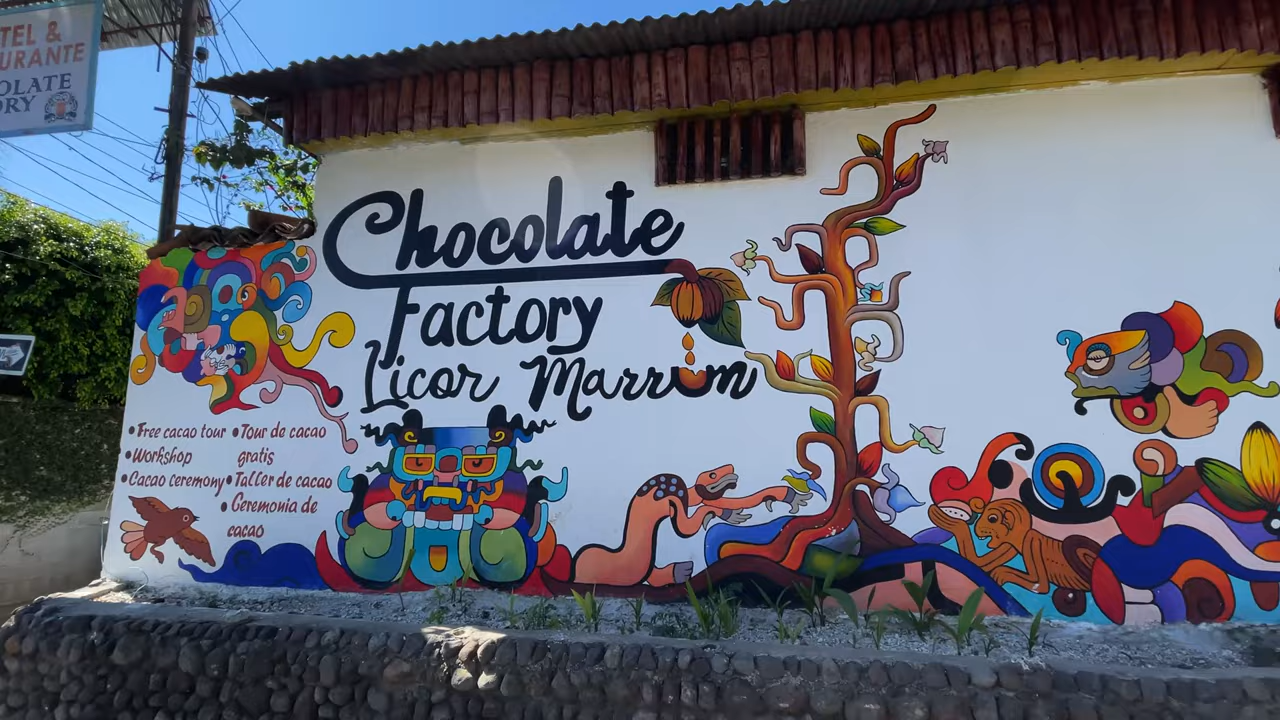 TEL &
URANTE
OLATE
ORY
Chocolate
Factory
Licor Marrum
• Free cacao tour
• Workshop
• Cacao ceremony
• Tour de cacao
gratis
• Taller de cacao
• Ceremonia de
cacao